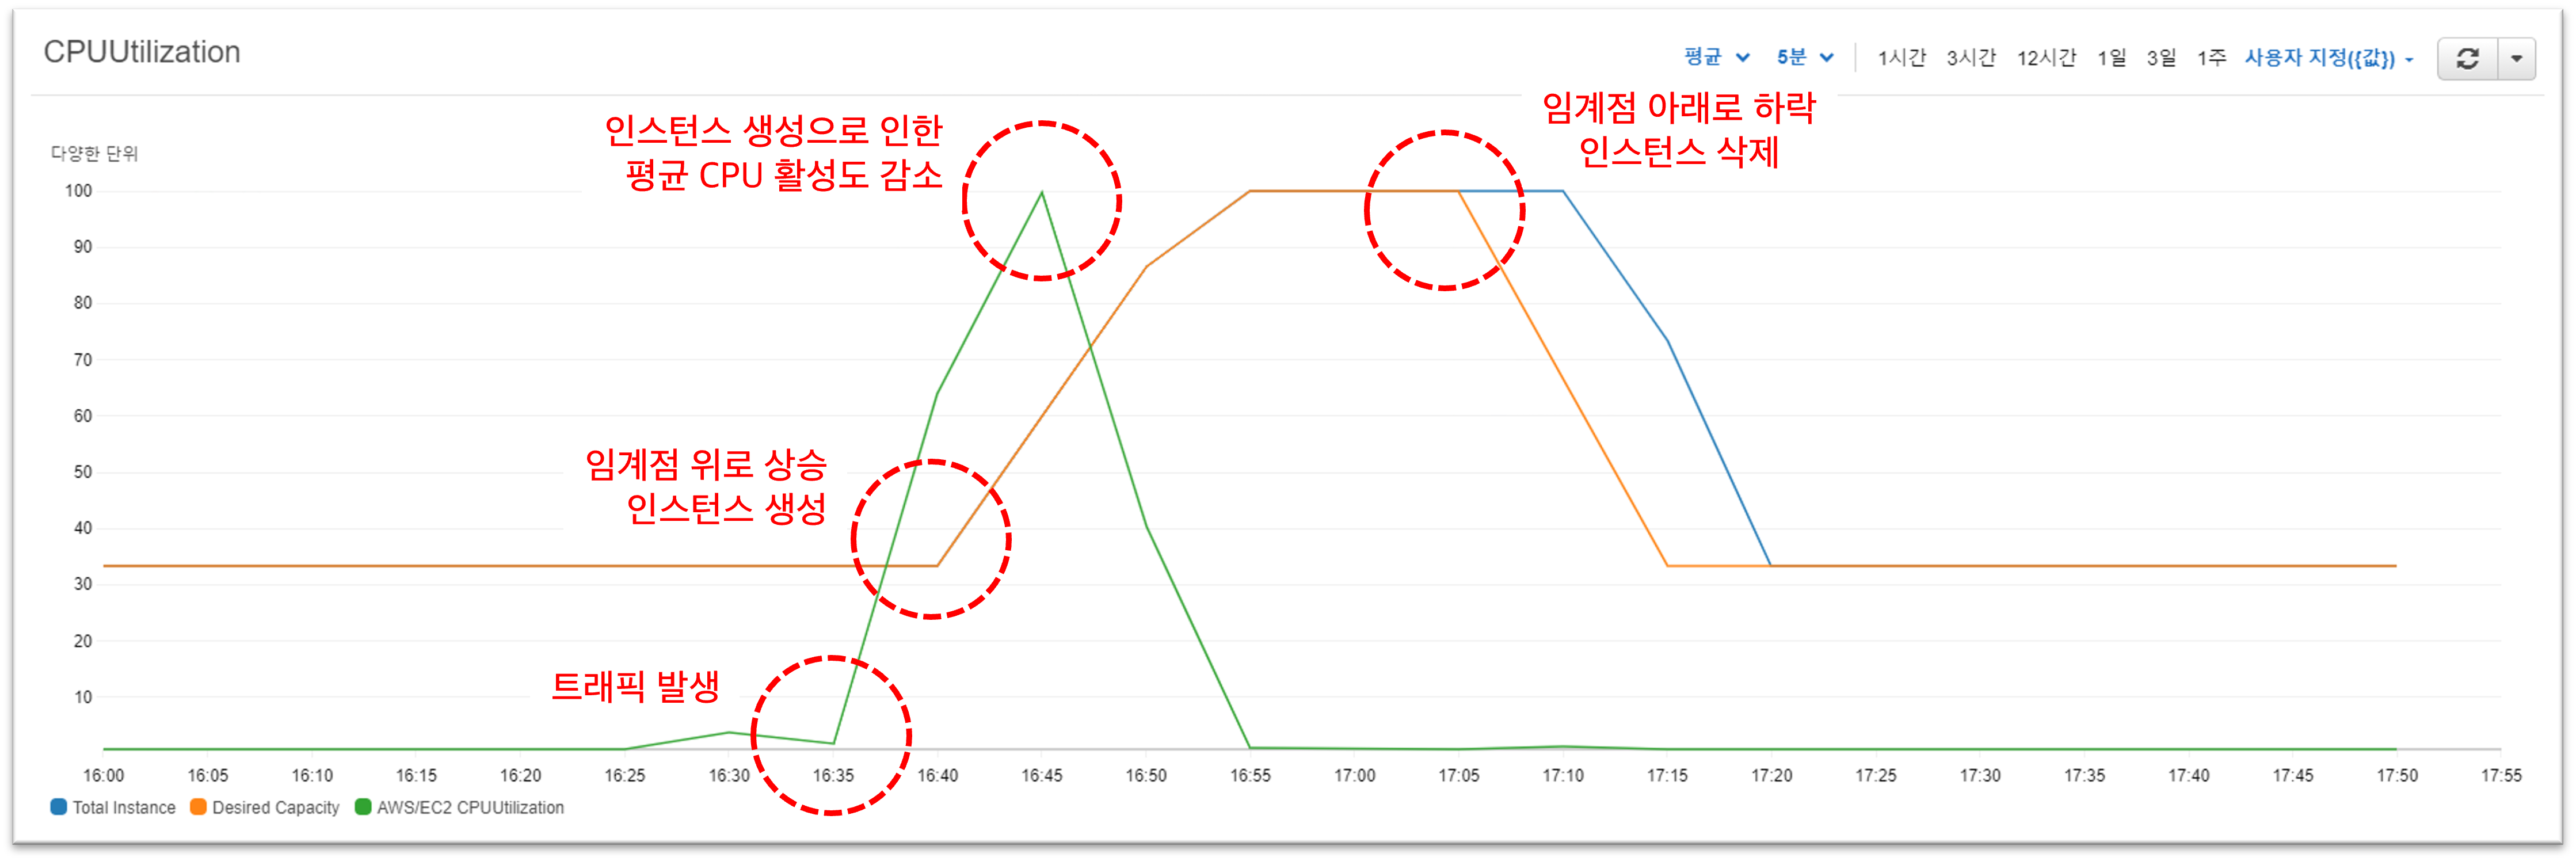 CPUUtilization
평균 5분 1시간 3시간 12시간 1일 3일 1주 사용자 지정({값})
임계점 아래로 하락
인스턴스 삭제
인스턴스 생성으로 인한
평균 CPU 활성도 감소
다양한 단위
100
90
80
70
60
임계점 위로 상승
인스턴스 생성
50
40
30
20
트래픽 발생
10
16:00 16:05 16:10 16:15 16:20 16:25 16:30 16:35 16:40 16:45 16:50 16:55 17:00 17:05 17:10 17:15 17:20 17:25 17:30 17:35 17:40 17:45 17:50 17:55
Total Instance Desired Capacity AWS/EC2 CPUUtilization